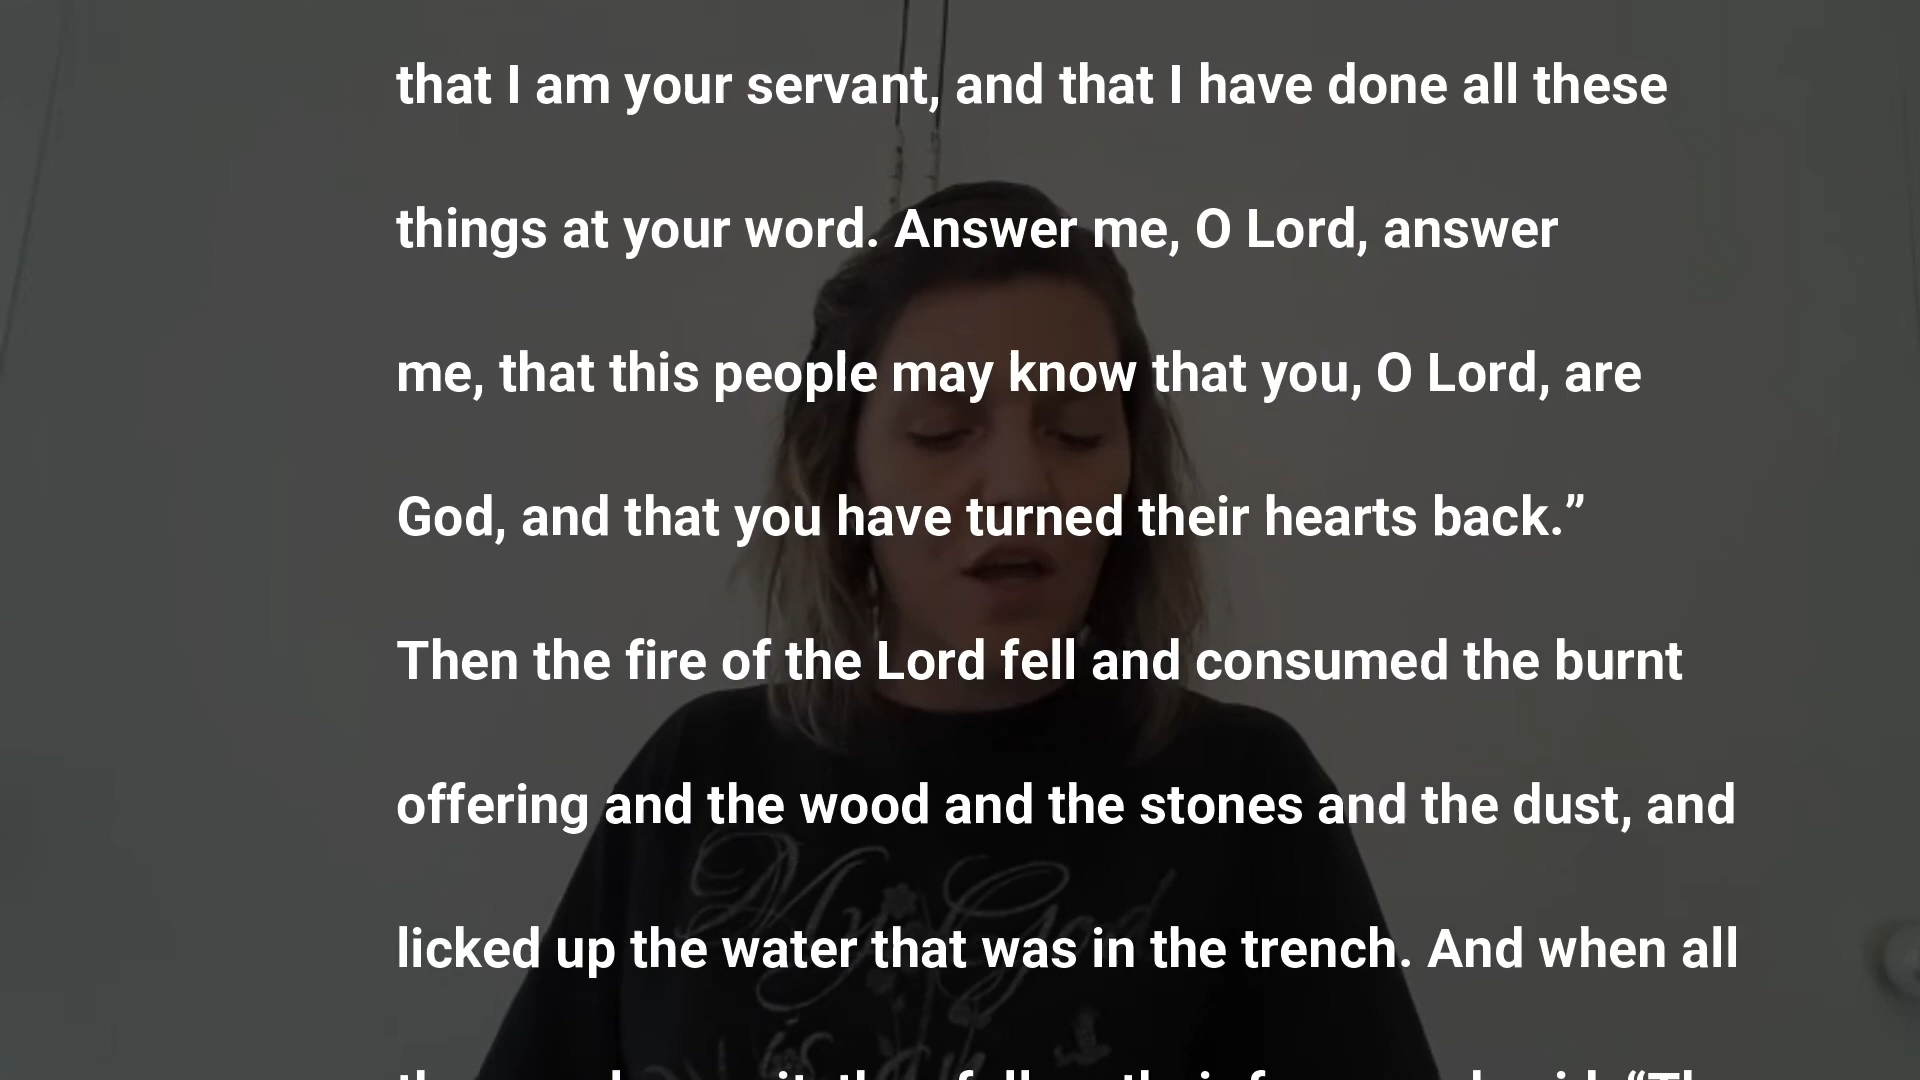 that I am your servant, and that I have done all these
things at your word. Answer me, O Lord, answer
me, that this people may know that you, O Lord, are
God, and that you have turned their hearts back.”
Then the fire of the Lord fell and consumed the burnt
offering and the wood and the stones and the dust, and
licked up the water that was in the trench. And when all
My God
is